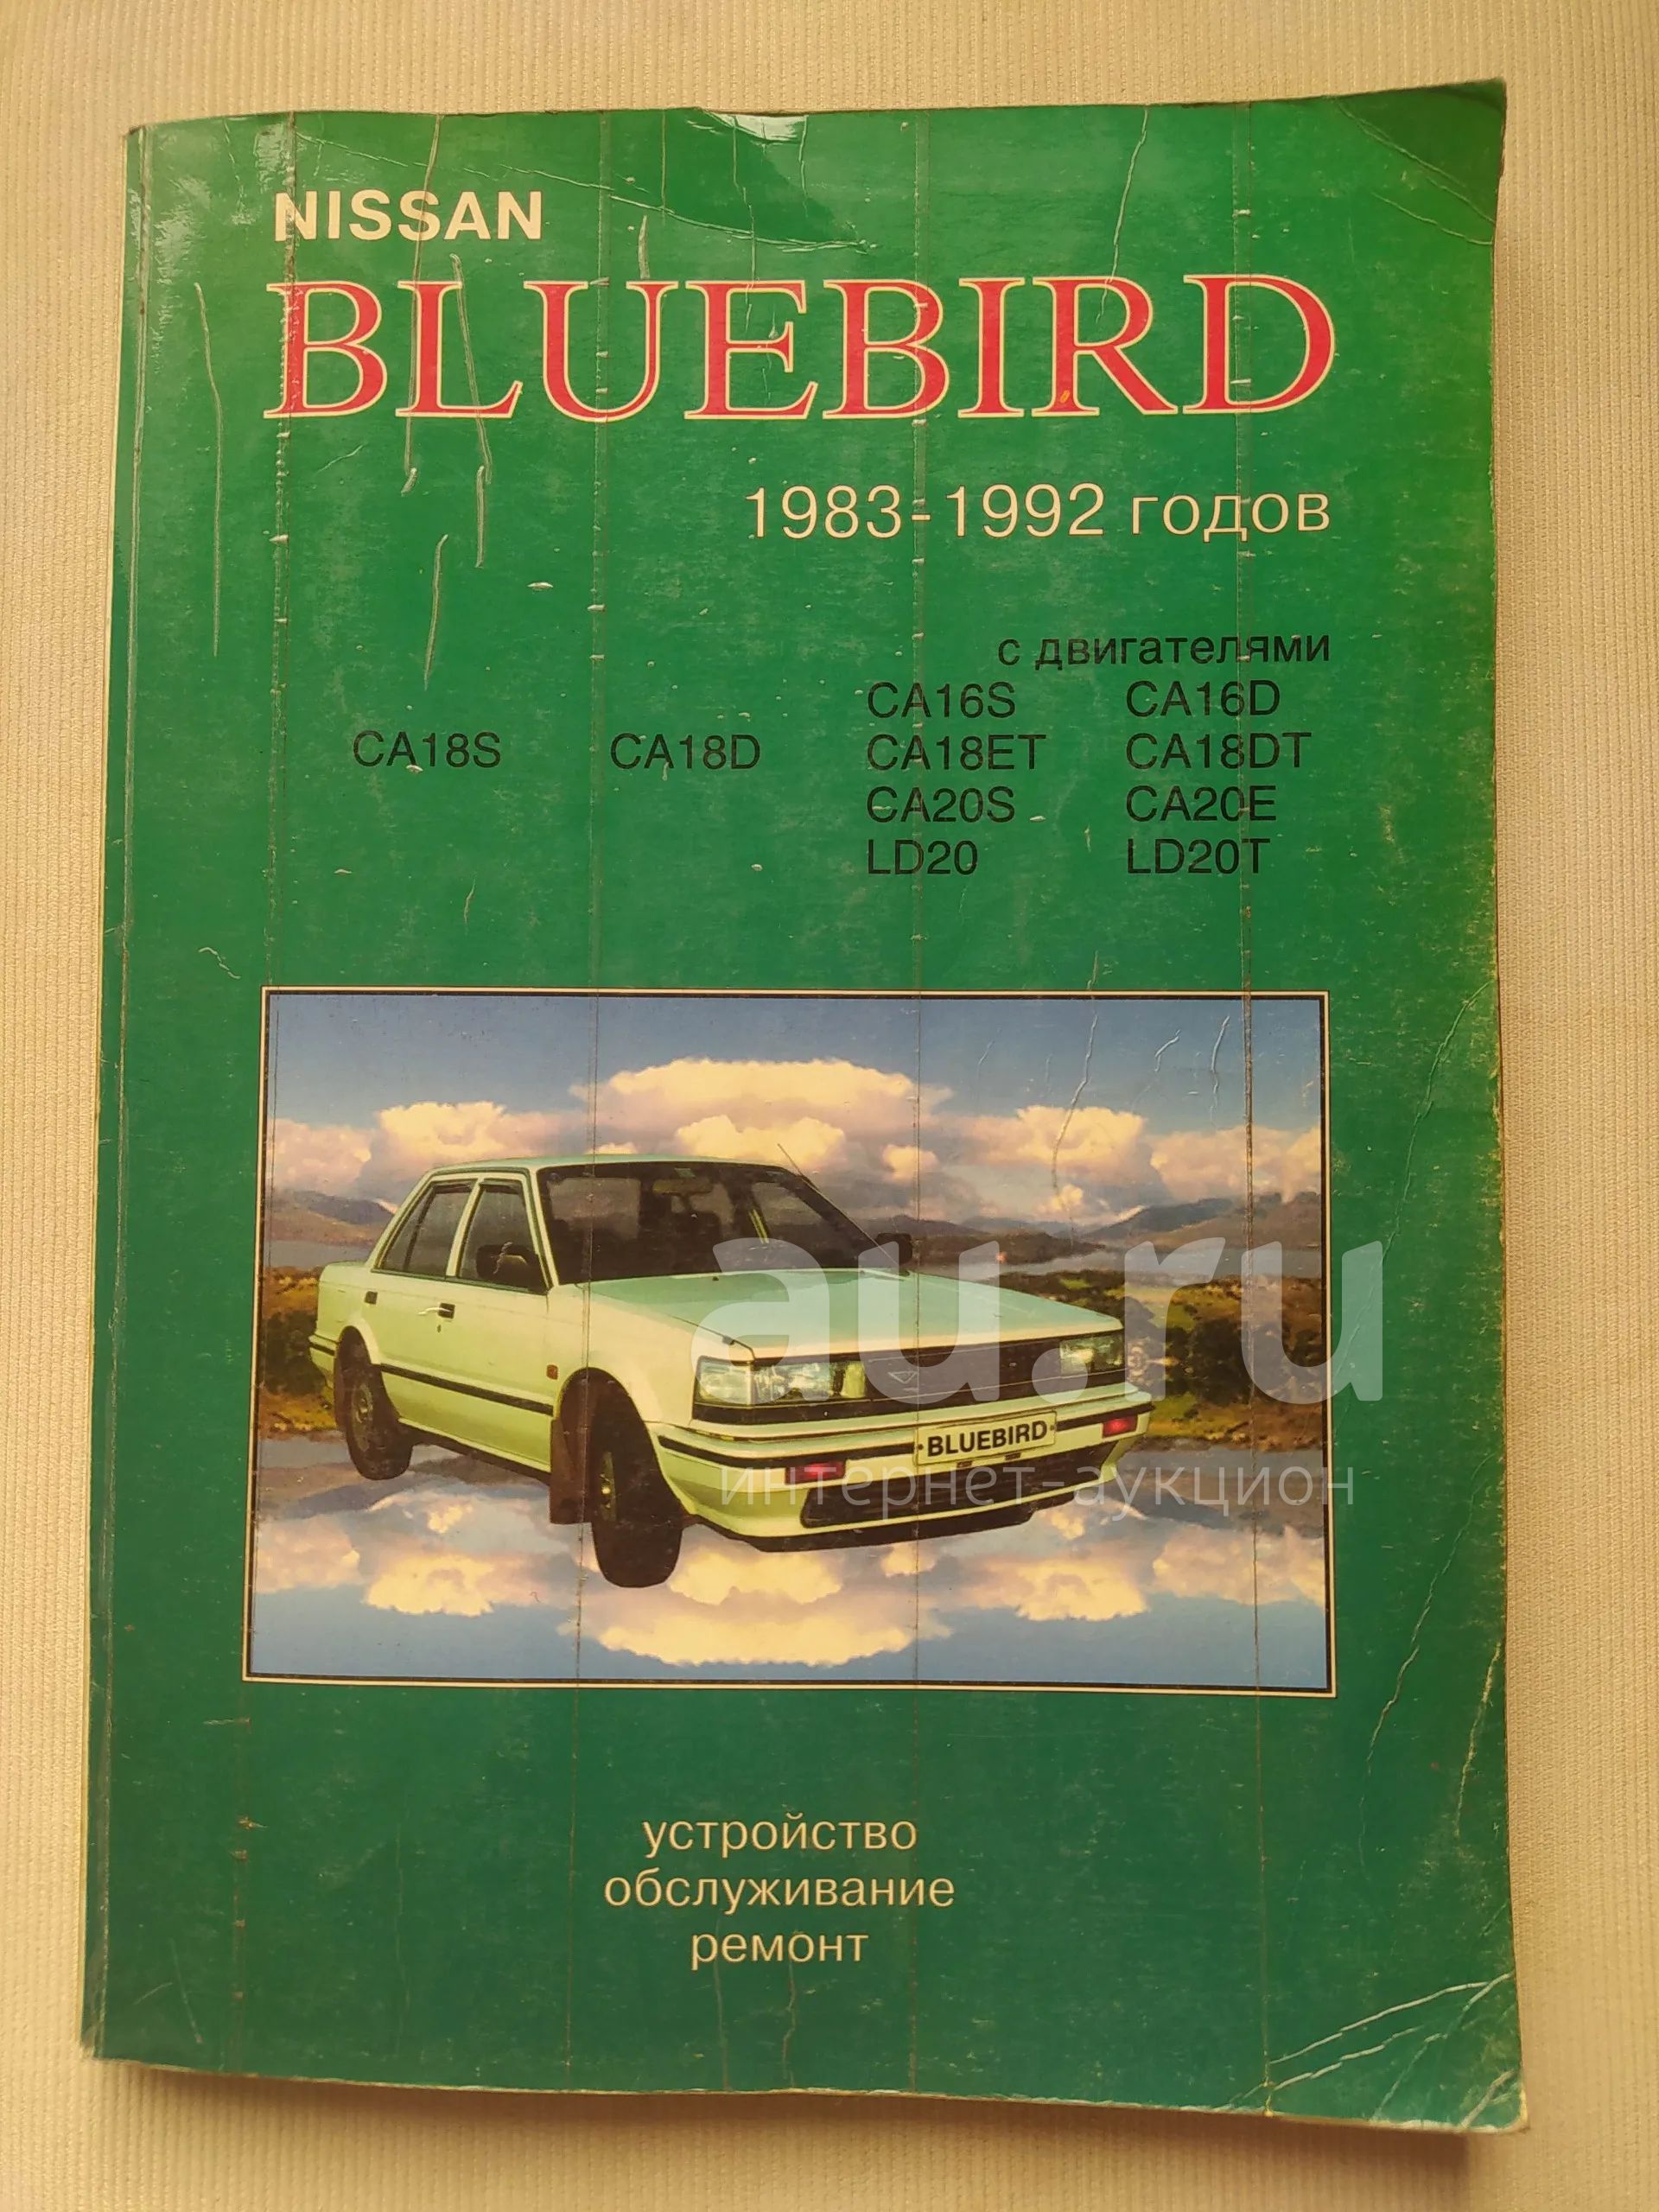 NISSAN
BLUEBIRD
1983-1992 годов
с двигателями
CA16S CA16D
CA18S CA18D CA18ET CA18DT
CA20S CA20E
LD20 LD20T
au.ru
BLUEBIRD
интернет-аукцион
устройство
обслуживание
ремонт